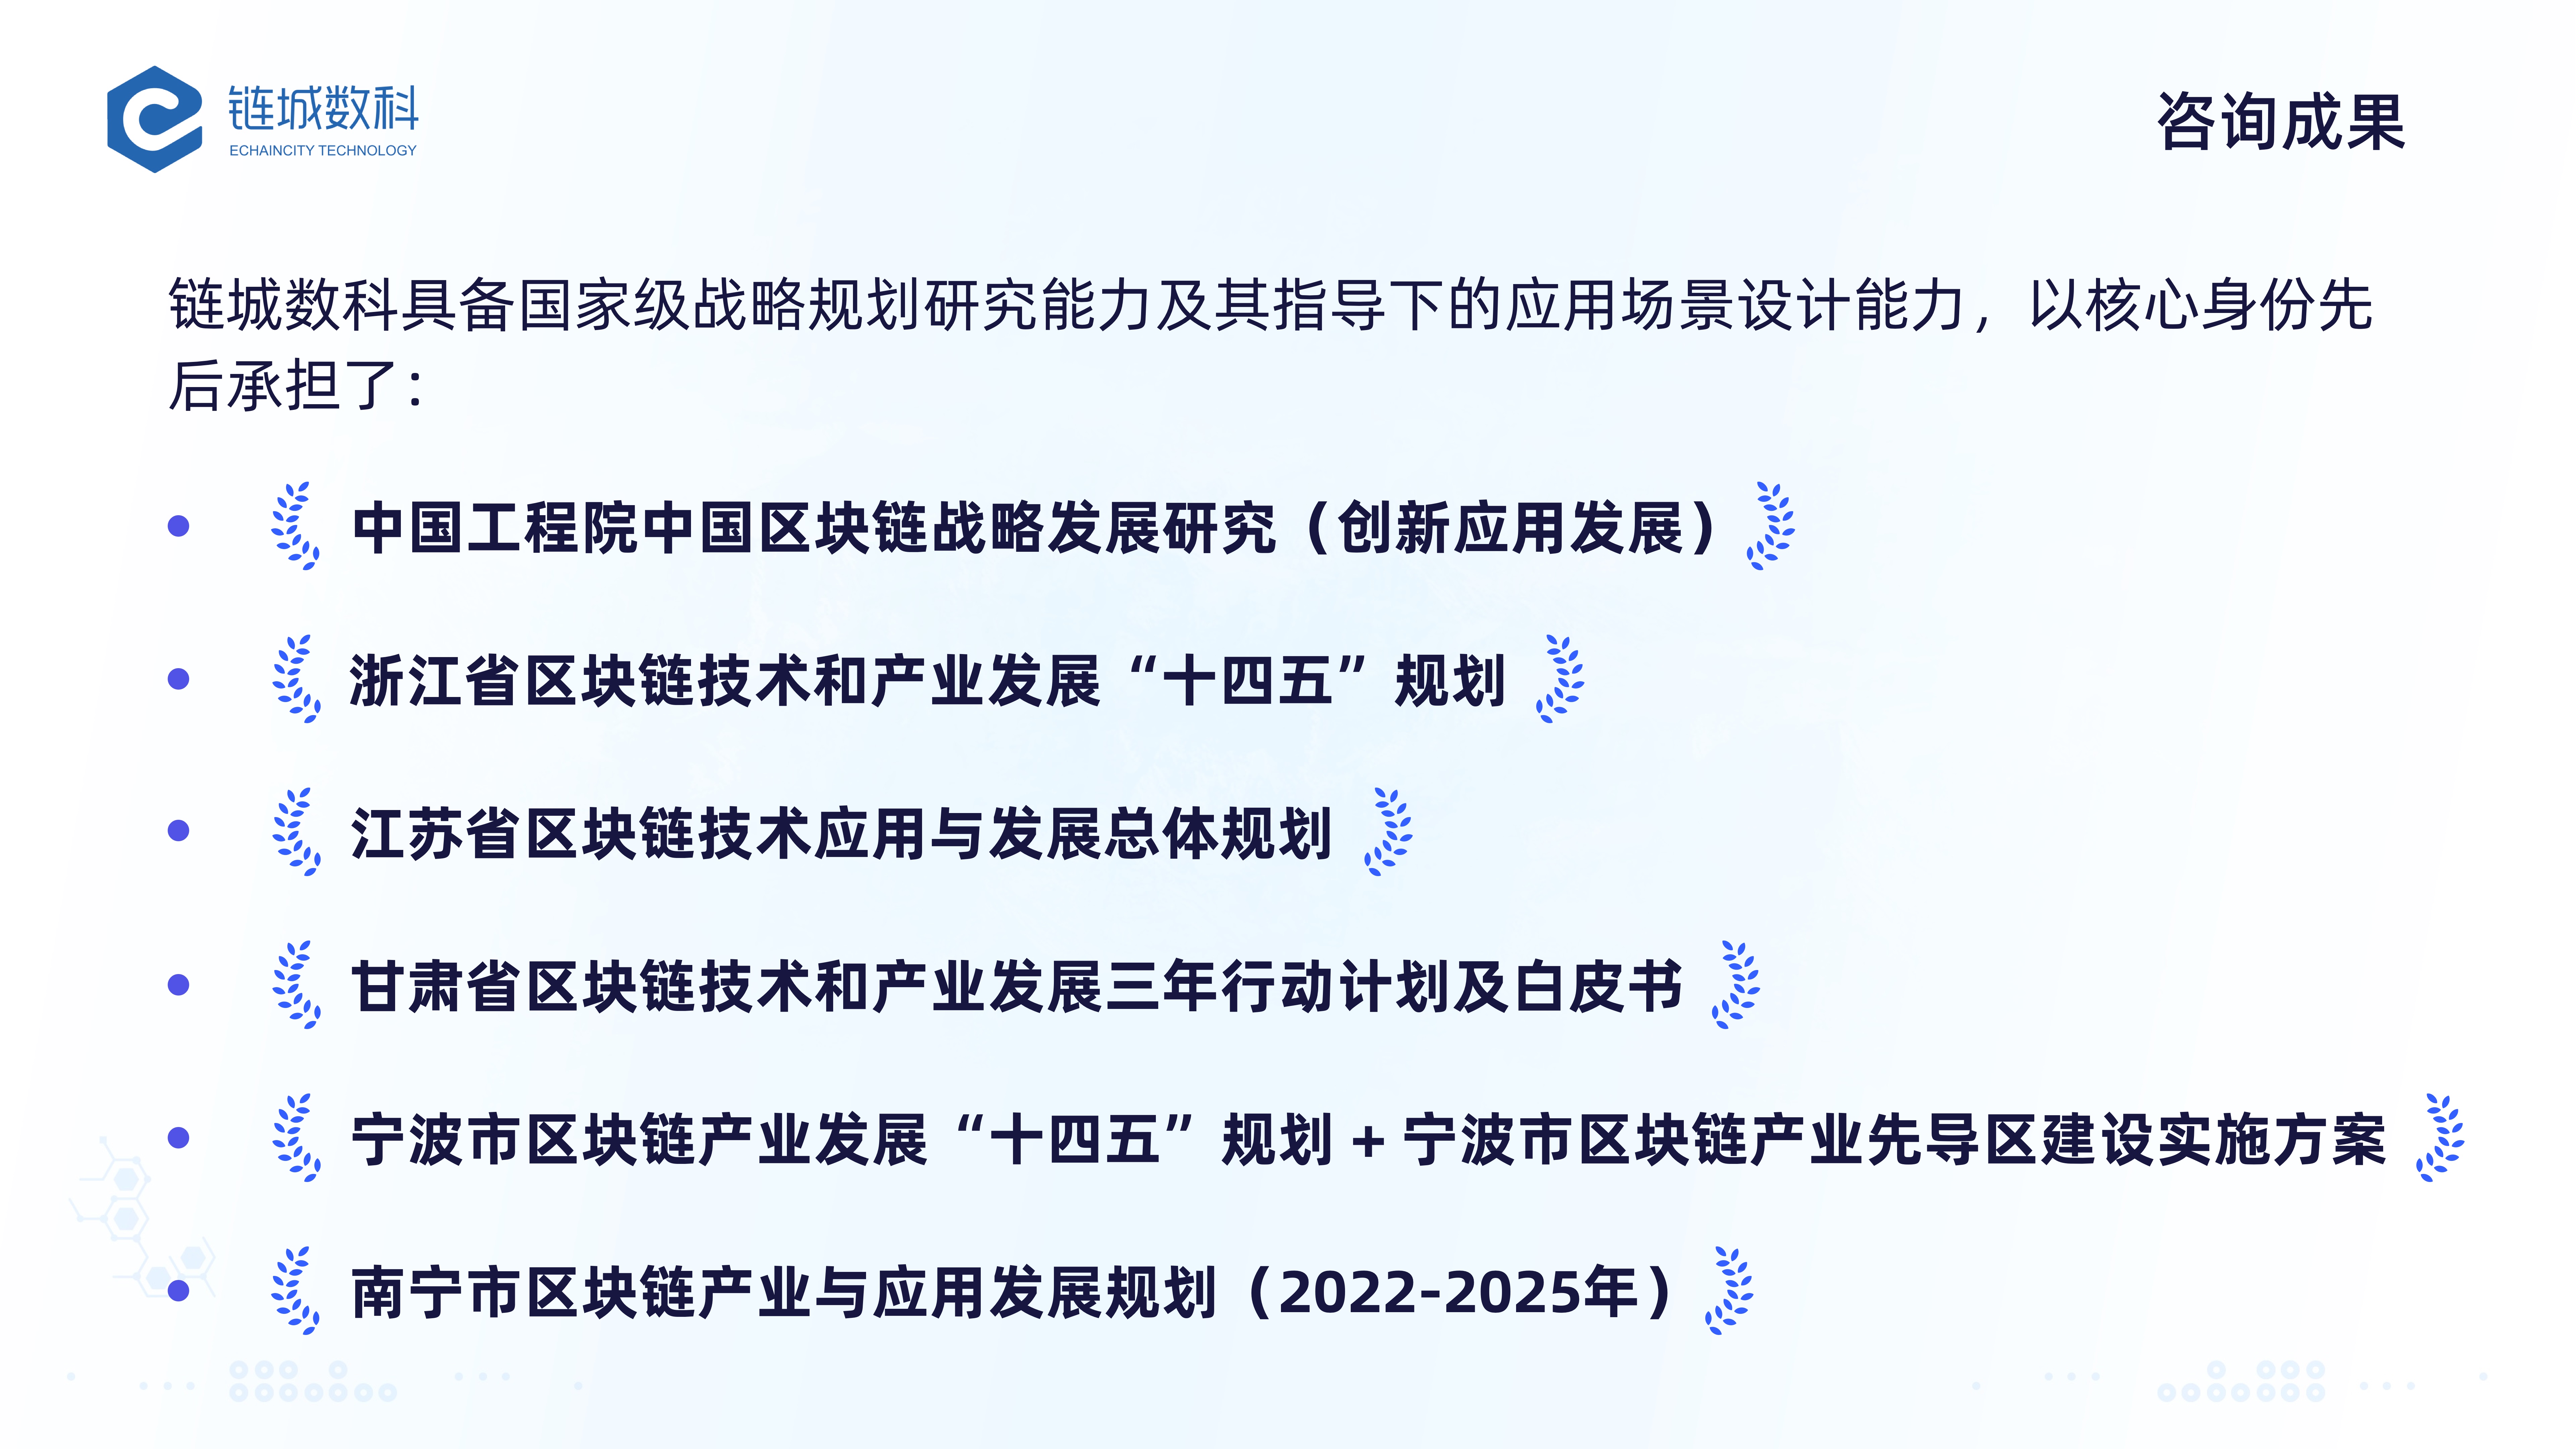 链城数科
ECHAINCITY TECHNOLOGY
咨询成果
链城数科具备国家级战略规划研究能力及其指导下的应用场景设计能力，以核心身份先
后承担了：
中国工程院中国区块链战略发展研究（创新应用发展）
浙江省区块链技术和产业发展“十四五”规划
江苏省区块链技术应用与发展总体规划
甘肃省区块链技术和产业发展三年行动计划及白皮书
宁波市区块链产业发展“十四五”规划 + 宁波市区块链产业先导区建设实施方案
南宁市区块链产业与应用发展规划（2022-2025年）